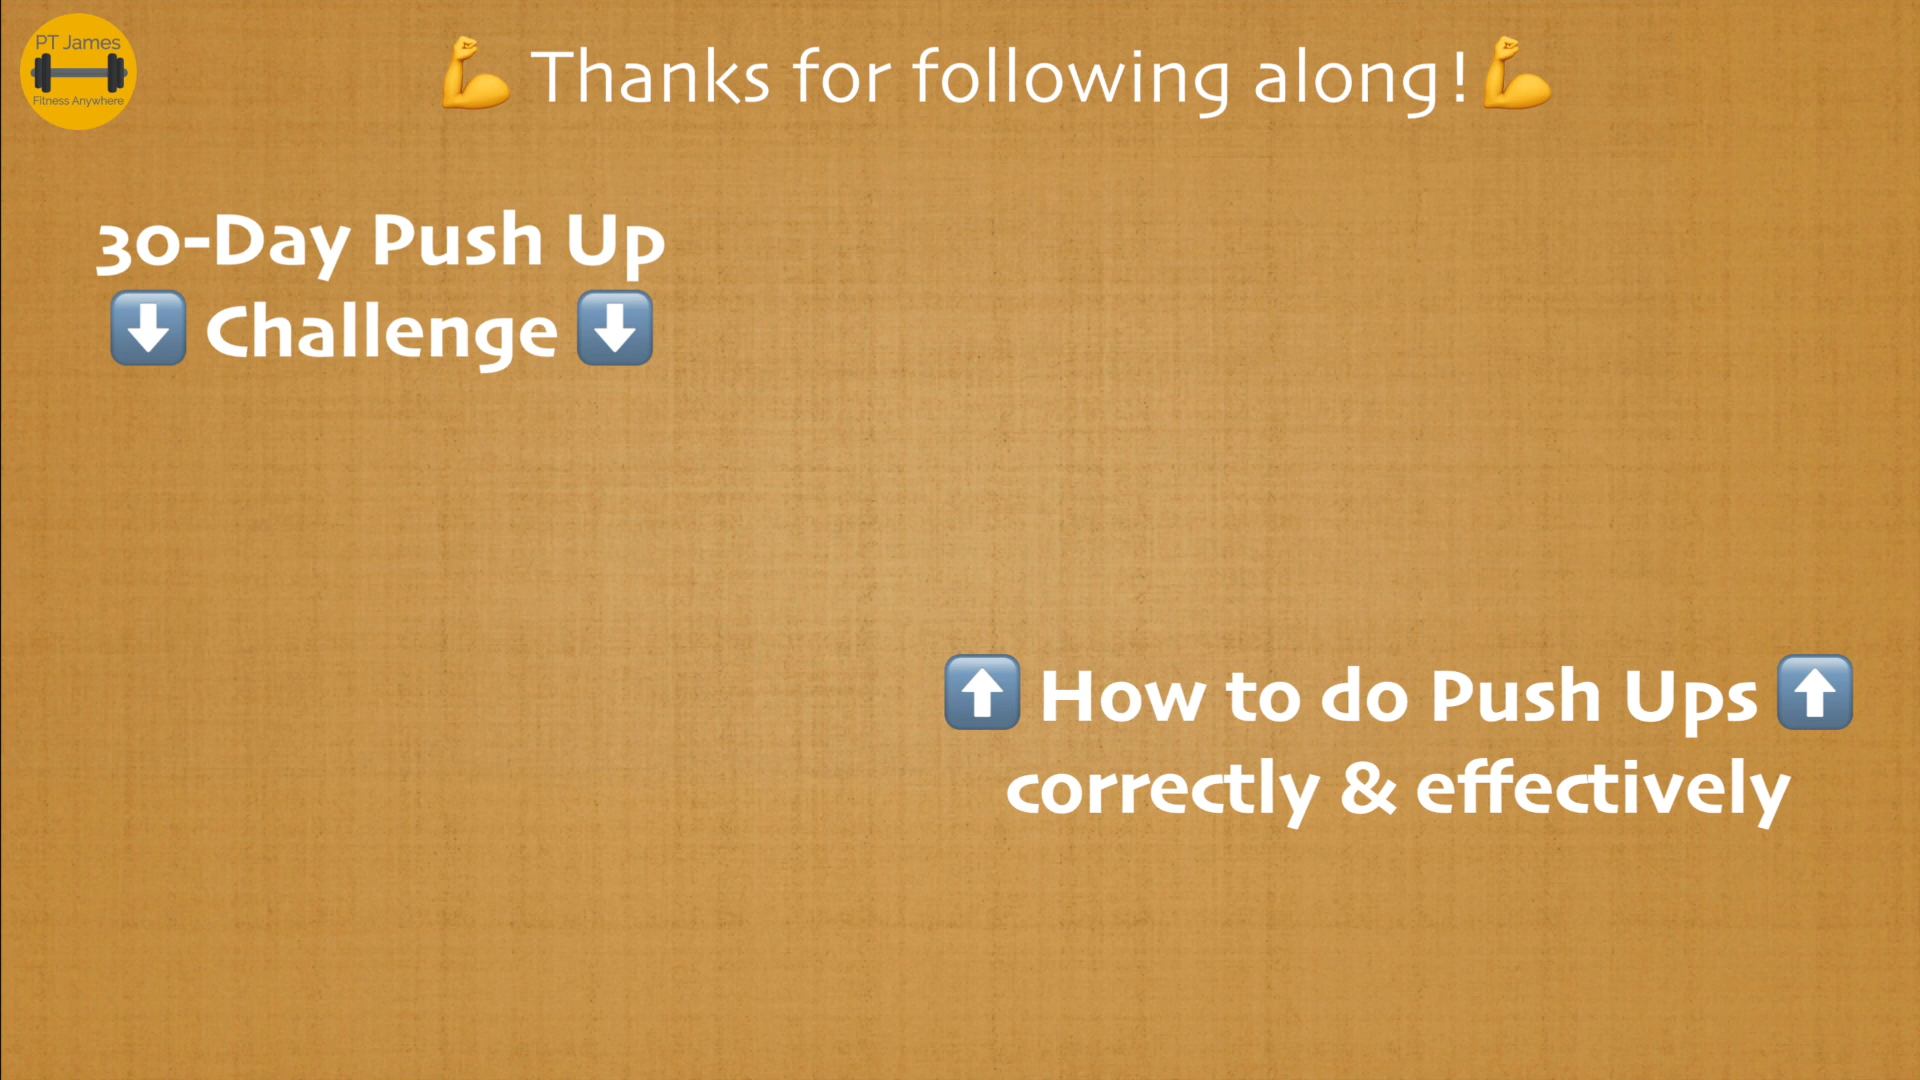 PT James
Fitness Anywhere
💪 Thanks for following along! 💪
30-Day Push Up
⬇️ Challenge ⬇️
⬆️ How to do Push Ups ⬆️
correctly & effectively